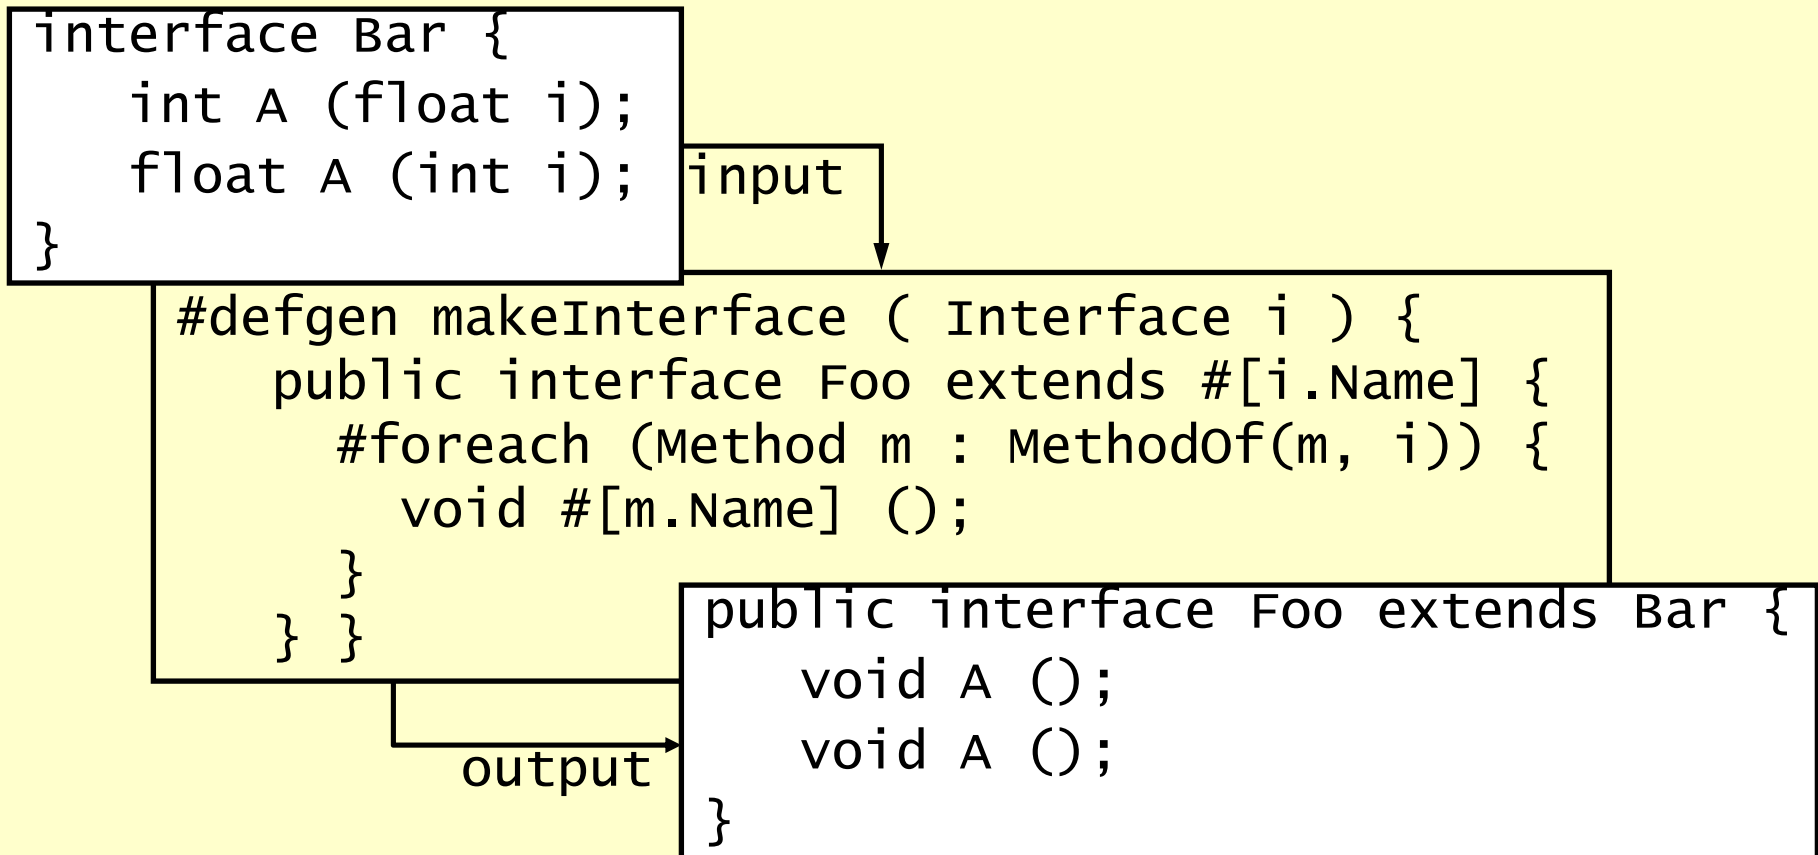 interface Bar {
   int A (float i);
   float A (int i);
}
input
#defgen makeInterface ( Interface i ) {
   public interface Foo extends #[i.Name] {
     #foreach (Method m : MethodOf(m, i)) {
       void #[m.Name] ();
     }
   } }
output
public interface Foo extends Bar {
   void A ();
   void A ();
}